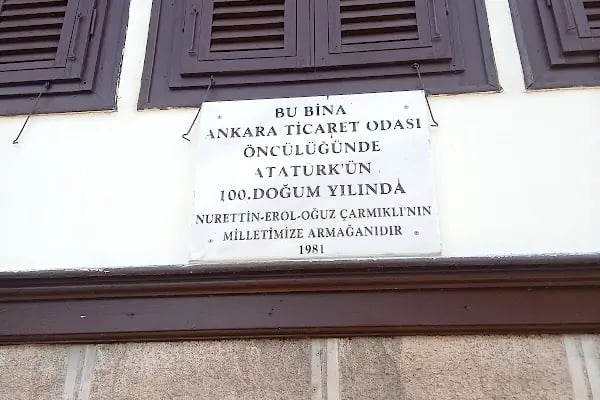 BU BİNA
ANKARA TİCARET ODASI
ÖNCÜLÜĞÜNDE
ATATÜRK'ÜN
100.DOĞUM YILINDA
NURETTİN-EROL-OĞUZ ÇARMIKLI'NIN
MİLLETİMİZE ARMAĞANIDIR
1981